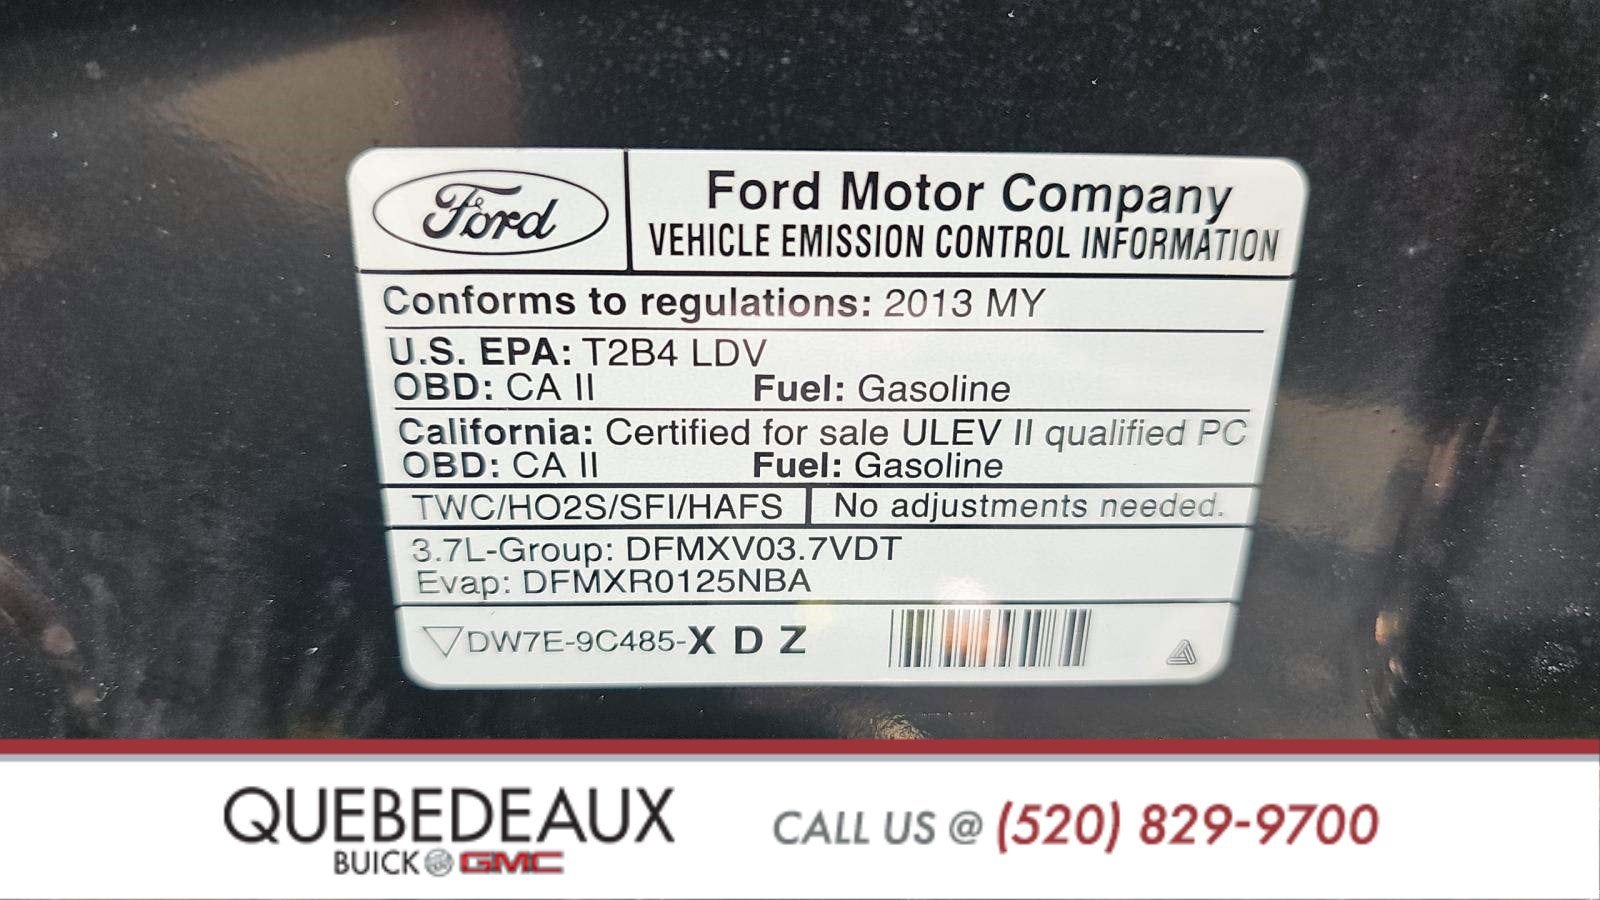 Ford
Ford Motor Company
VEHICLE EMISSION CONTROL INFORMATION
Conforms to regulations: 2013 MY
U.S. EPA: T2B4 LDV
OBD: CA II Fuel: Gasoline
California: Certified for sale ULEV II qualified PC
OBD: CA II Fuel: Gasoline
TWC/HO2S/SFI/HAFS No adjustments needed.
3.7L-Group: DFMXV03.7VDT
Evap: DFMXR0125NBA
DW7E-9C485-X D Z
QUEBEDEAUX
BUICK GMC
CALL US @ (520) 829-9700